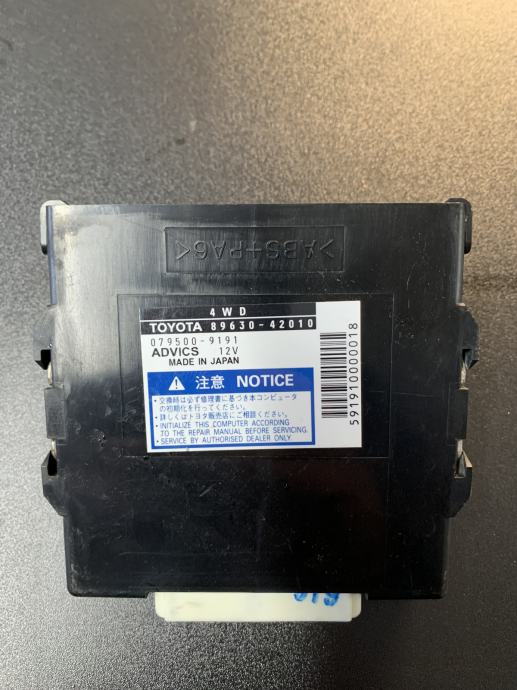 >ABS+PA6<
4WD
TOYOTA 89630-42010
079500-9191
ADVICS 12V
MADE IN JAPAN
591910000018
注意 NOTICE
・交換時は必ず修理書に基づき本コンピュータ
の初期化を行ってください。
・詳しくはトヨタ販売店にご相談ください。
・INITIALIZE THIS COMPUTER ACCORDING
TO THE REPAIR MANUAL BEFORE SERVICING.
・SERVICE BY AUTHORISED DEALER ONLY.